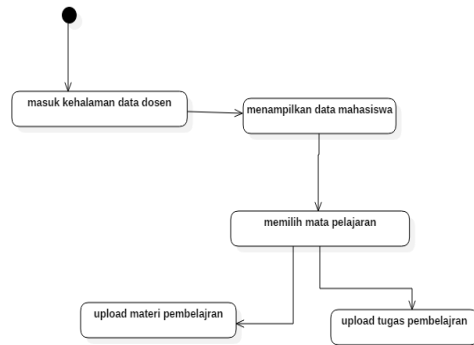 masuk kehalaman data dosen
menampilkan data mahasiswa
memilih mata pelajaran
upload materi pembelajran
upload tugas pembelajran